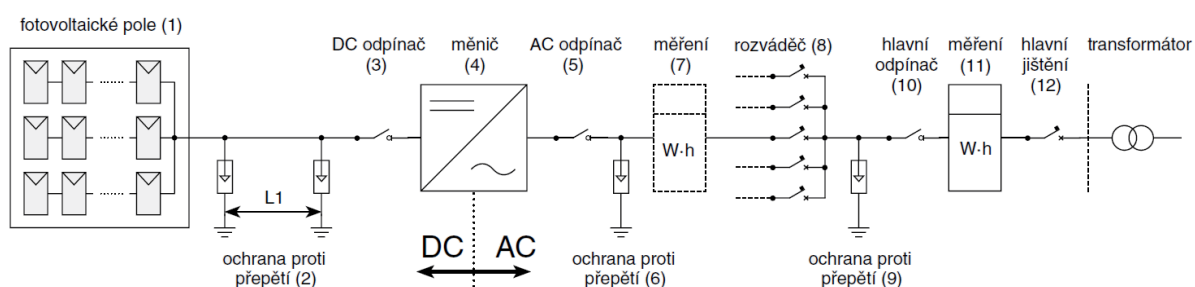 fotovoltaické pole (1)
DC odpínač
(3)
měnič
(4)
AC odpínač
(5)
měření
(7)
rozváděč (8)
hlavní
odpínač
(10)
měření
(11)
hlavní
jištění
(12)
transformátor
W·h
W·h
L1
DC
AC
ochrana proti
přepětí (2)
ochrana proti
přepětí (6)
ochrana proti
přepětí (9)